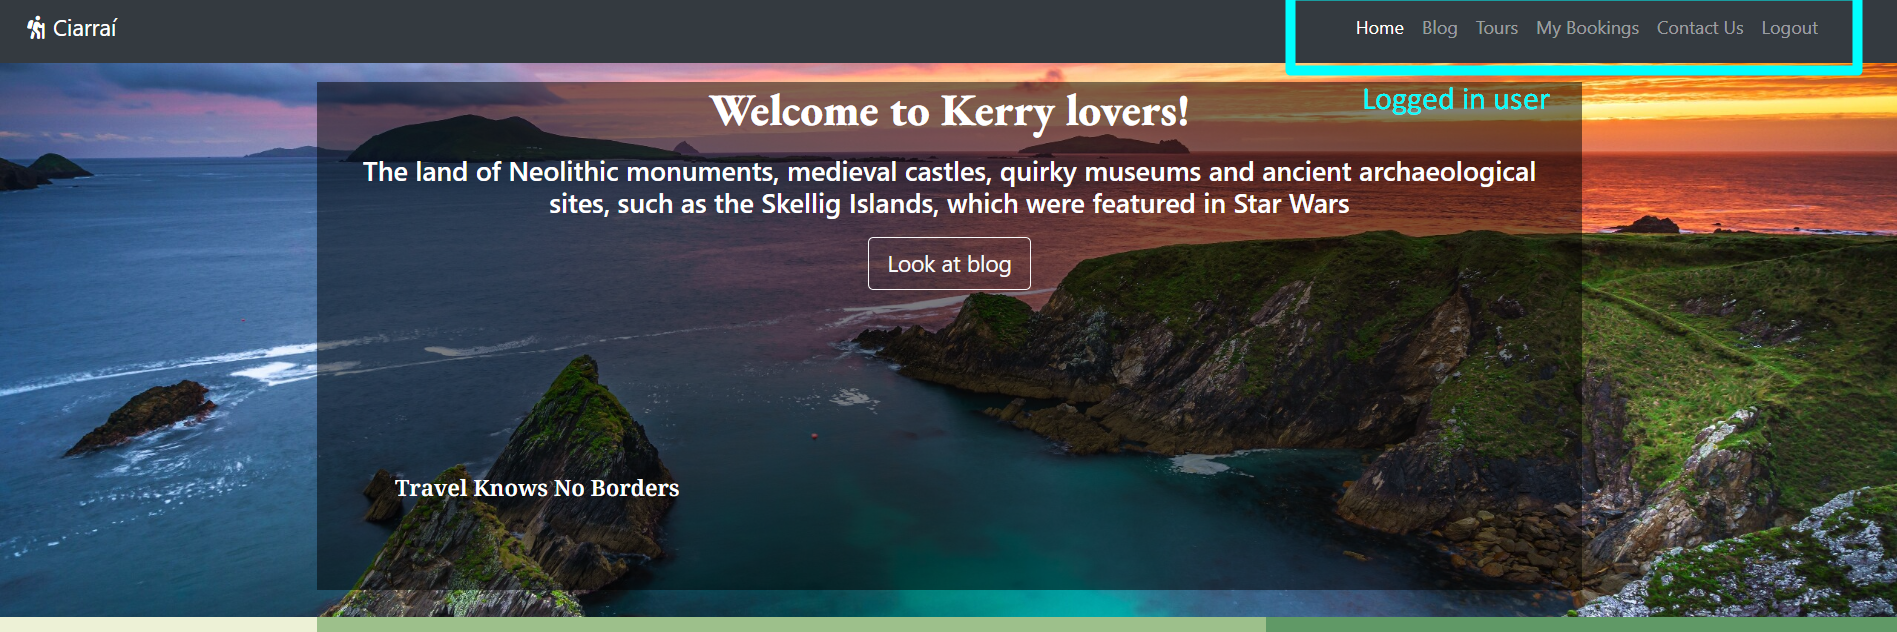 Ciarraí
Home Blog Tours My Bookings Contact Us Logout
Logged in user
Welcome to Kerry lovers!
The land of Neolithic monuments, medieval castles, quirky museums and ancient archaeological
sites, such as the Skellig Islands, which were featured in Star Wars
Look at blog
Travel Knows No Borders